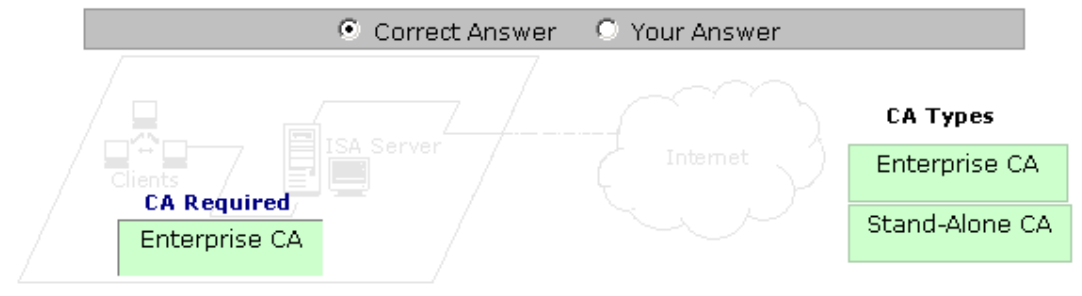 Correct Answer Your Answer
CA Types
ISA Server
Internet
Clients
Enterprise CA
CA Required
Enterprise CA
Stand-Alone CA